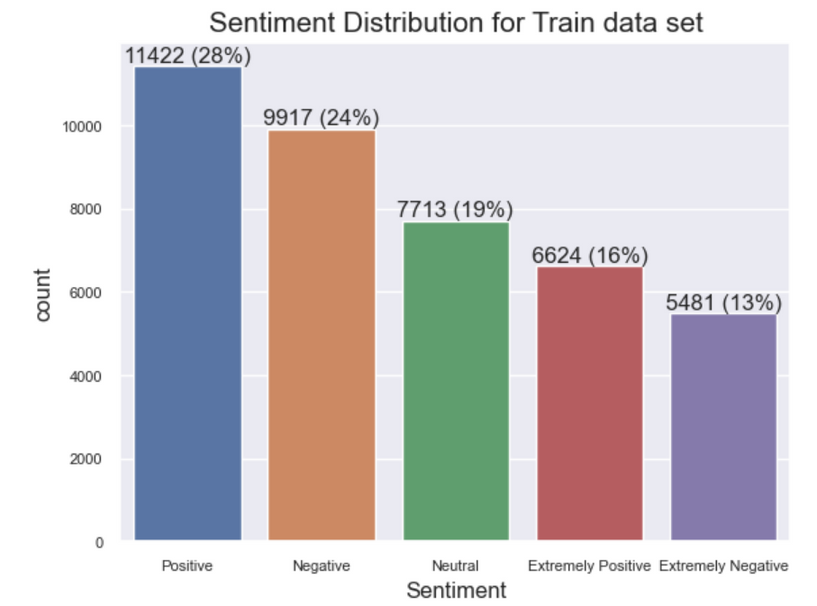 Sentiment Distribution for Train data set
11422 (28%)
9917 (24%)
7713 (19%)
6624 (16%)
5481 (13%)
10000
8000
6000
4000
2000
0
count
Positive Negative Neutral Extremely Positive Extremely Negative
Sentiment